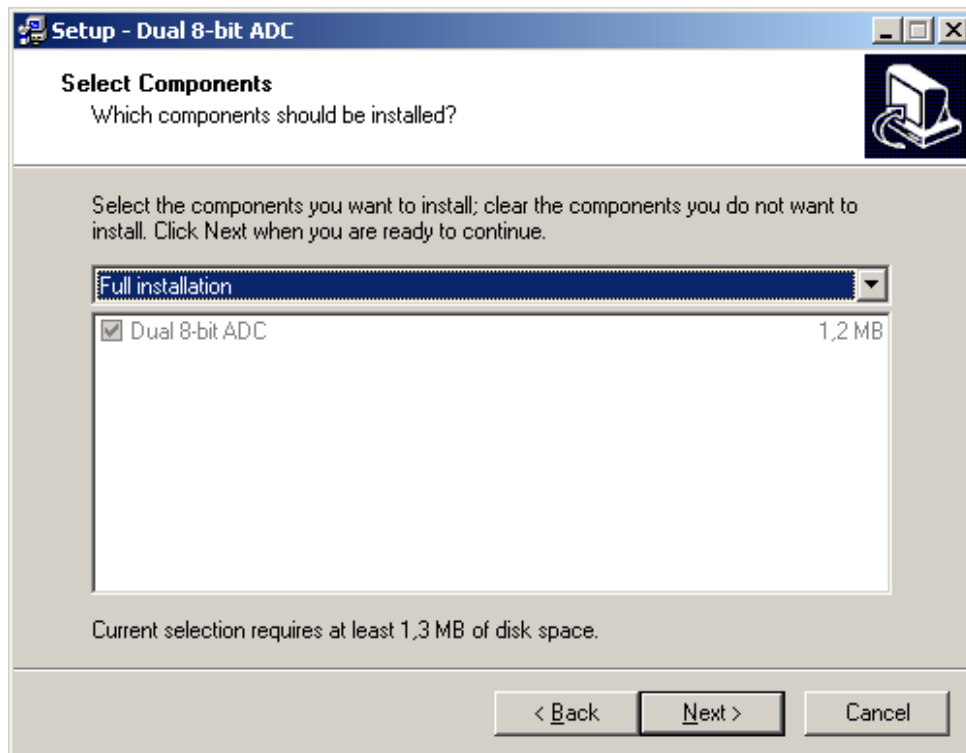 Setup - Dual 8-bit ADC
Select Components
Which components should be installed?
Select the components you want to install; clear the components you do not want to
install. Click Next when you are ready to continue.
Full installation
Dual 8-bit ADC 1,2 MB
Current selection requires at least 1,3 MB of disk space.
< Back Next > Cancel